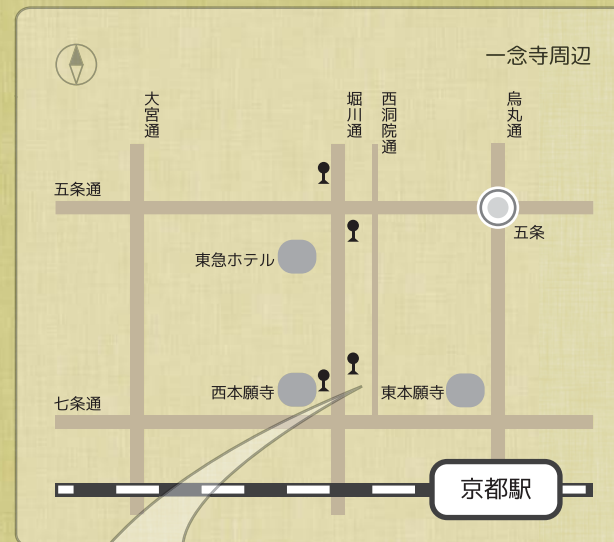 一念寺周辺
大宮通
堀川通
西洞院通
烏丸通
五条通
五条
東急ホテル
西本願寺
東本願寺
七条通
京都駅